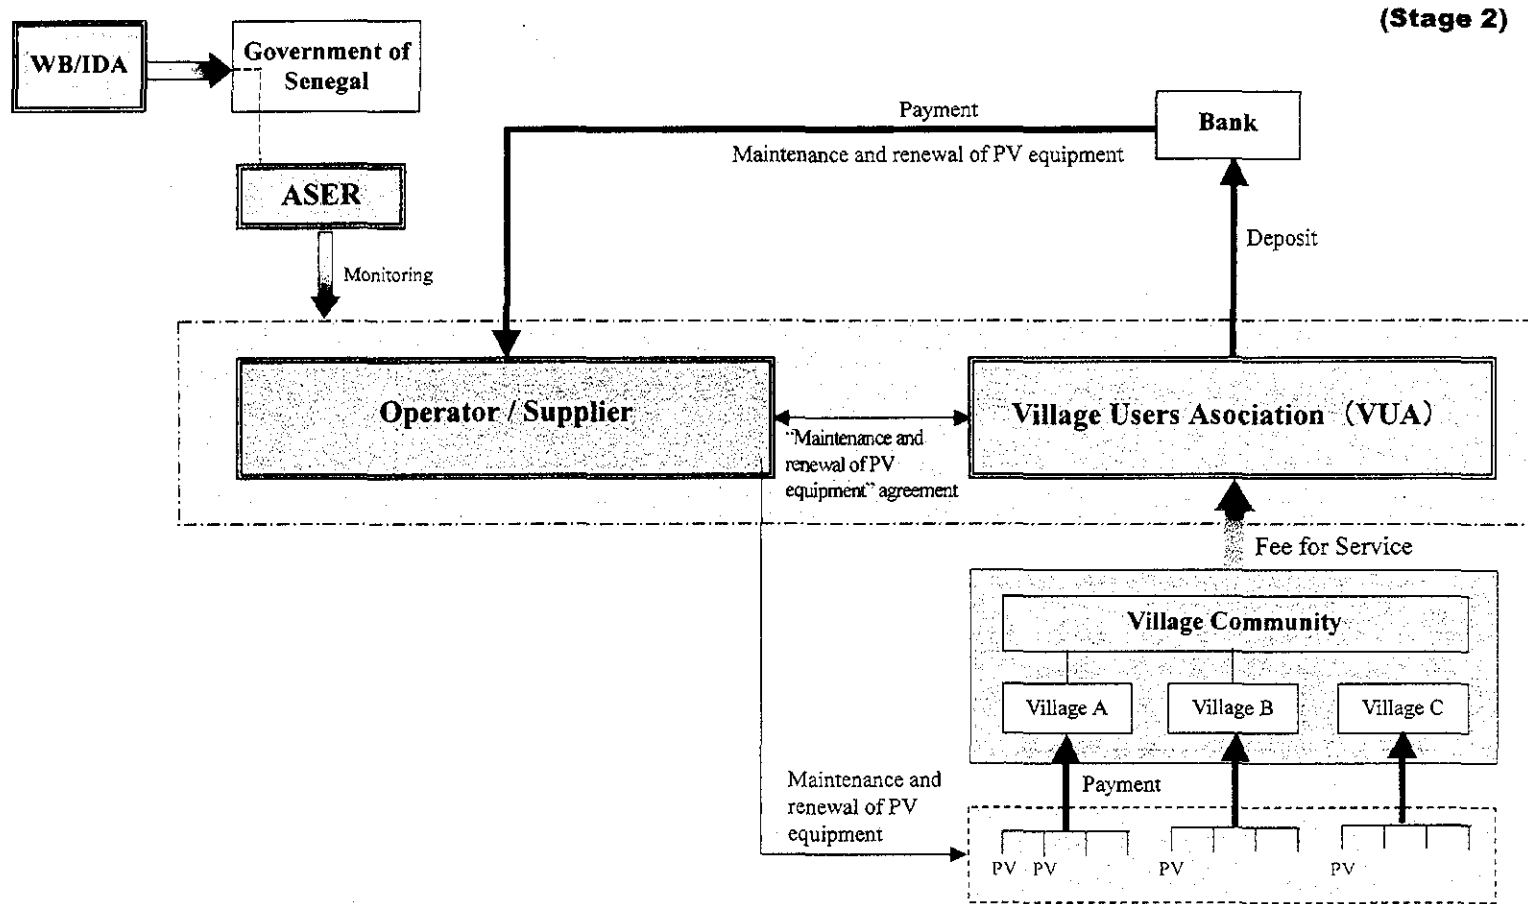 (Stage 2)
WB/IDA
Government of
Senegal
Payment
Bank
Maintenance and renewal of PV equipment
ASER
Deposit
Monitoring
Operator / Supplier
Village Users Asociation (VUA)
"Maintenance and
renewal of PV
equipment" agreement
Fee for Service
Village Community
Village A
Village B
Village C
Maintenance and
renewal of PV
equipment
Payment
PV PV
PV
PV